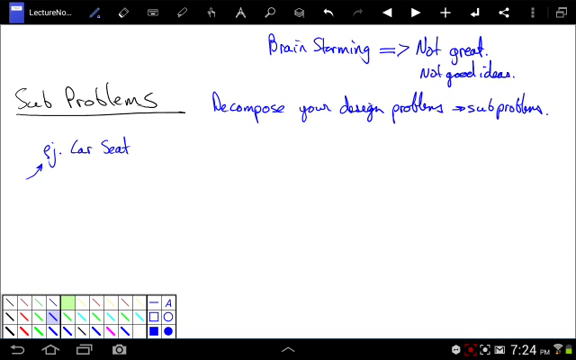 LectureNo...
Brain Storming => Not great.
Not good ideas.
Sub Problems
Decompose your design problems → subproblems.
eg. Car Seat
A
7:24 PM